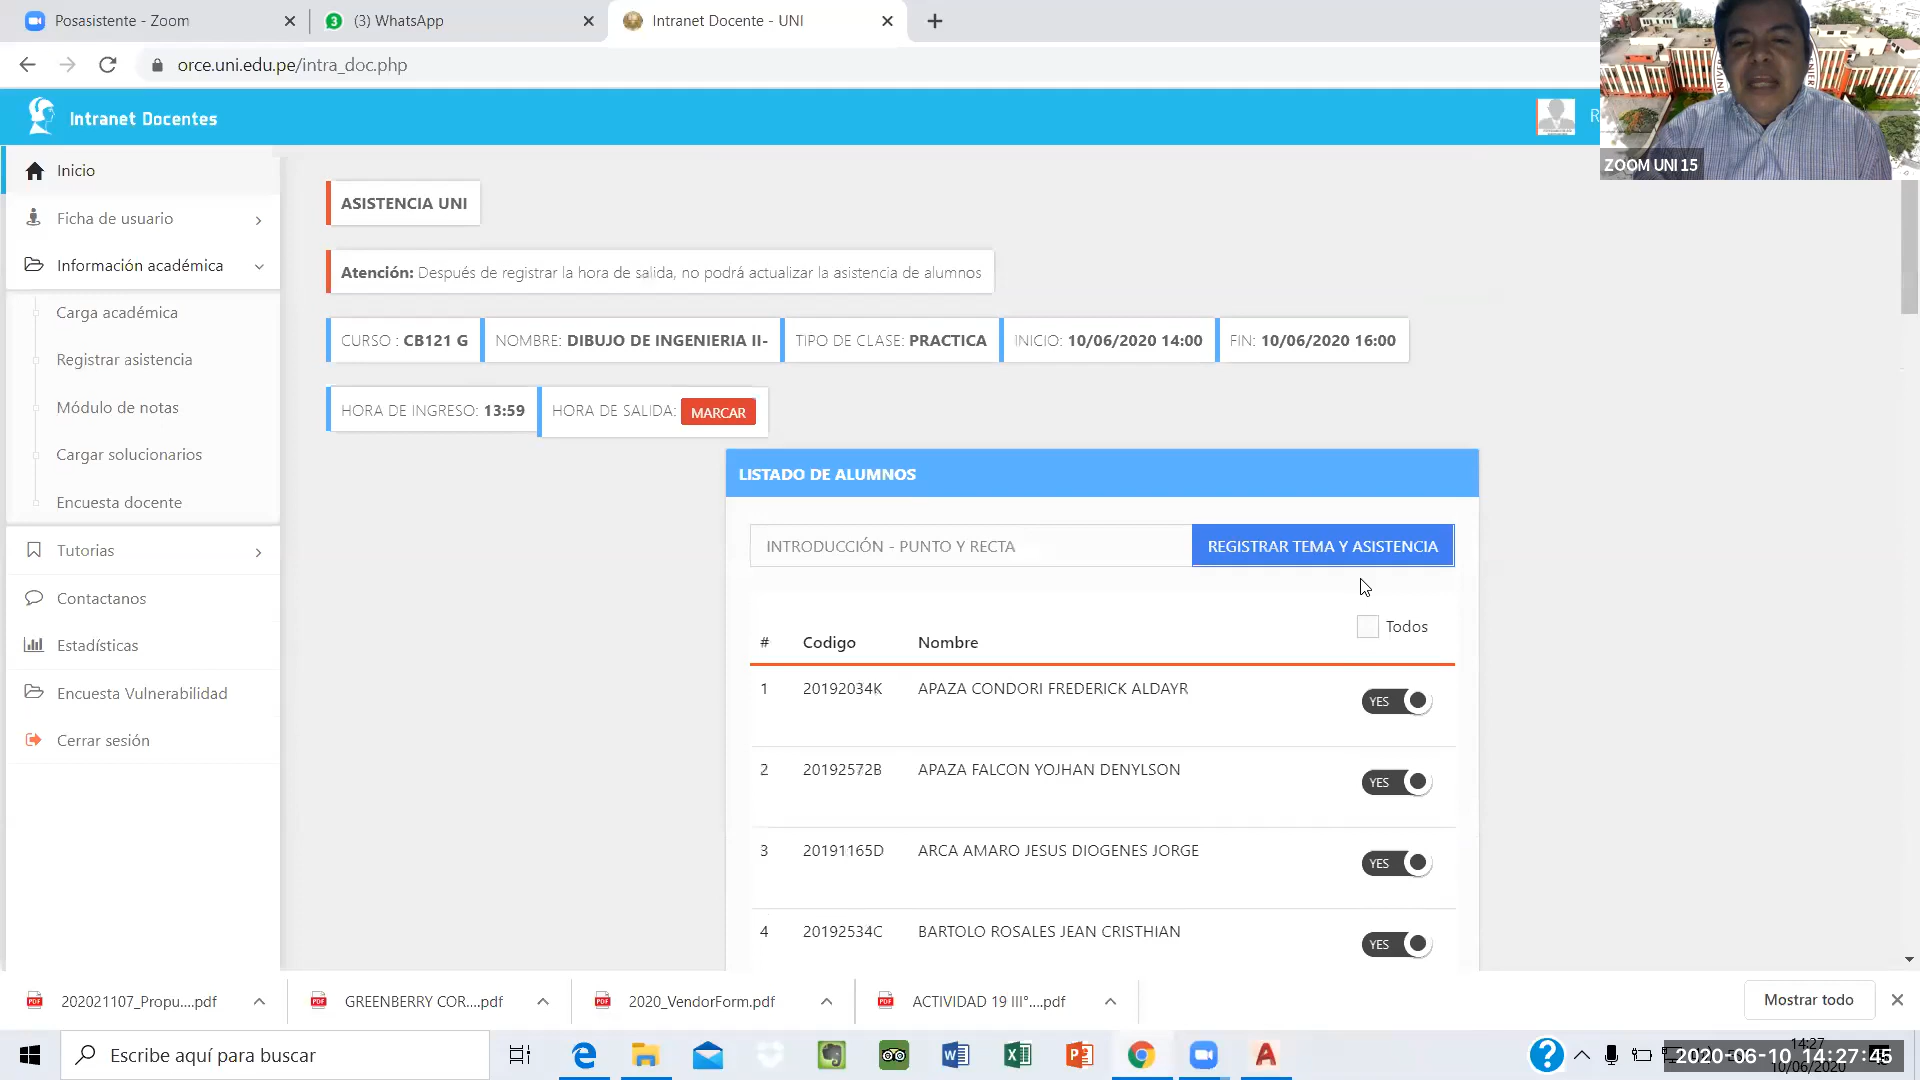 Posasistente - Zoom
(3) WhatsApp
Intranet Docente - UNI
orce.uni.edu.pe/intra_doc.php
Intranet Docentes
R
ZOOM UNI 15
Inicio
Ficha de usuario
Información académica
Carga académica
Registrar asistencia
Módulo de notas
Cargar solucionarios
Encuesta docente
Tutorias
Contactanos
Estadísticas
Encuesta Vulnerabilidad
Cerrar sesión
ASISTENCIA UNI
Atención: Después de registrar la hora de salida, no podrá actualizar la asistencia de alumnos
CURSO : CB121 G
NOMBRE: DIBUJO DE INGENIERIA II-
TIPO DE CLASE: PRACTICA
INICIO: 10/06/2020 14:00
FIN: 10/06/2020 16:00
HORA DE INGRESO: 13:59
HORA DE SALIDA: MARCAR
LISTADO DE ALUMNOS
INTRODUCCIÓN - PUNTO Y RECTA
REGISTRAR TEMA Y ASISTENCIA
# Codigo Nombre Todos
1 20192034K APAZA CONDORI FREDERICK ALDAYR YES
2 20192572B APAZA FALCON YOJHAN DENYLSON YES
3 20191165D ARCA AMARO JESUS DIOGENES JORGE YES
4 20192534C BARTOLO ROSALES JEAN CRISTHIAN YES
202021107_Propu....pdf
GREENBERRY COR....pdf
2020_VendorForm.pdf
ACTIVIDAD 19 III°....pdf
Mostrar todo
Escribe aquí para buscar
14:27
10/06/2020
2020-06-10 14:27:45